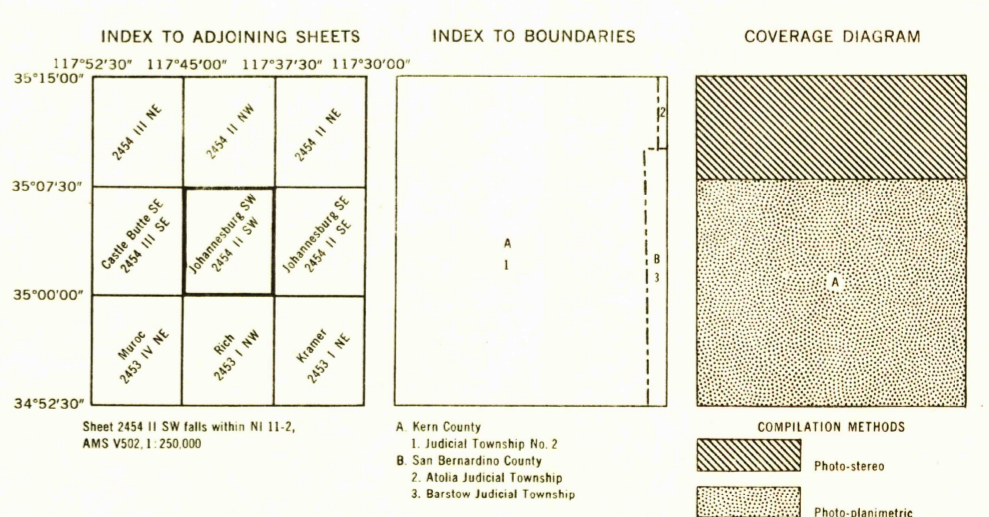 INDEX TO ADJOINING SHEETS
117°52'30" 117°45'00" 117°37'30" 117°30'00"
35°15'00"
2454 III NE
2454 II NW
2454 II NE
35°07'30"
Castle Butte SE
2454 III SE
Johannesburg SW
2454 II SW
Johannesburg SE
2454 II SE
35°00'00"
Muroc
2453 IV NE
Rich
2453 I NW
Kramer
2453 I NE
34°52'30"
Sheet 2454 II SW falls within NI 11-2,
AMS V502, 1:250,000
INDEX TO BOUNDARIES
2
A
1
B
3
A. Kern County
1. Judicial Township No. 2
B. San Bernardino County
2. Atolia Judicial Township
3. Barstow Judicial Township
COVERAGE DIAGRAM
A
COMPILATION METHODS
Photo-stereo
Photo-planimetric